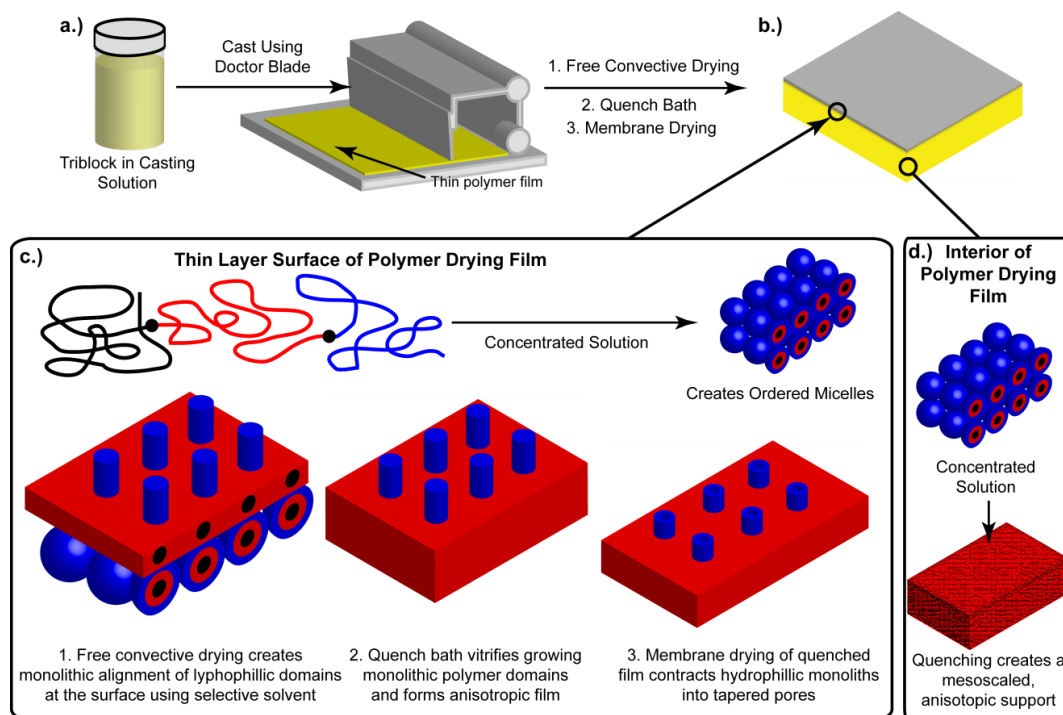 a.)
Cast Using
Doctor Blade
Triblock in Casting
Solution
Thin polymer film
1. Free Convective Drying
2. Quench Bath
3. Membrane Drying
b.)
c.)
Thin Layer Surface of Polymer Drying Film
Concentrated Solution
Creates Ordered Micelles
1. Free convective drying creates
monolithic alignment of lyphophillic domains
at the surface using selective solvent
2. Quench bath vitrifies growing
monolithic polymer domains
and forms anisotropic film
3. Membrane drying of quenched
film contracts hydrophillic monoliths
into tapered pores
d.)
Interior of
Polymer Drying
Film
Concentrated
Solution
Quenching creates a
mesoscaled,
anisotopic support